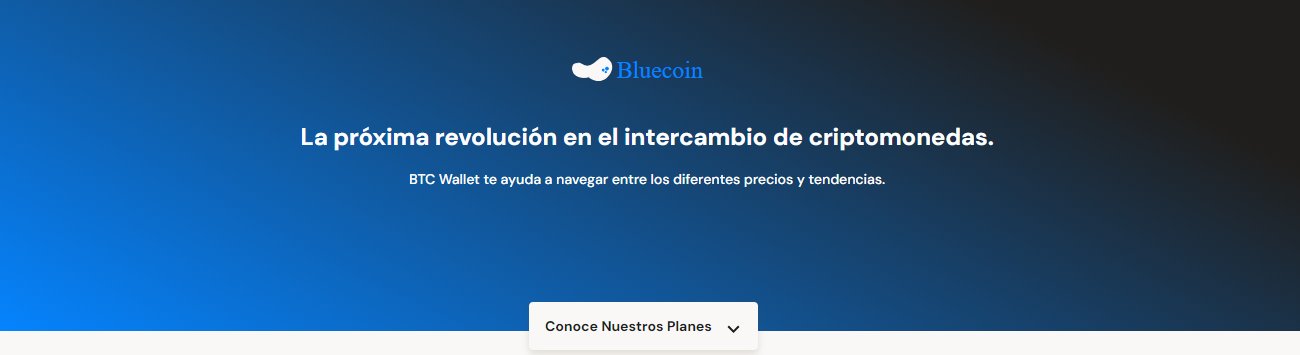 Bluecoin
La próxima revolución en el intercambio de criptomonedas.
BTC Wallet te ayuda a navegar entre los diferentes precios y tendencias.
Conoce Nuestros Planes